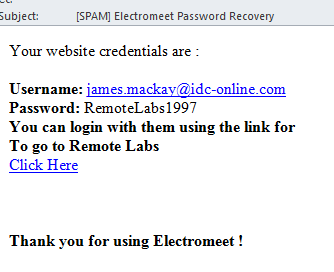 Subject: [SPAM] Electromeet Password Recovery
Your website credentials are :
Username: james.mackay@idc-online.com
Password: RemoteLabs1997
You can login with them using the link for
To go to Remote Labs
Click Here
Thank you for using Electromeet !